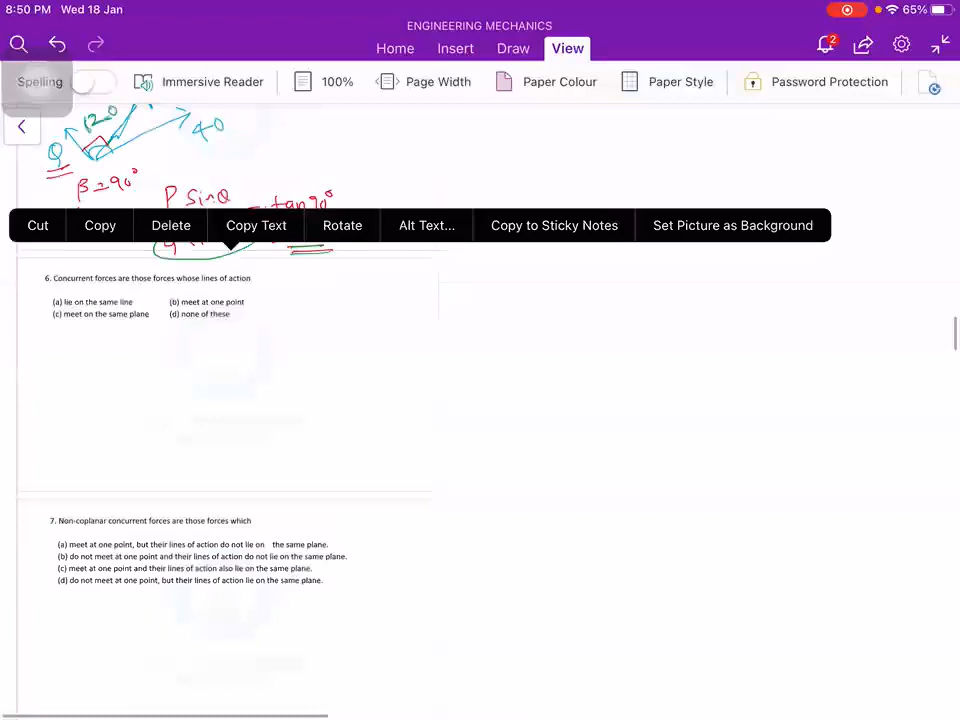 8:50 PM Wed 18 Jan
65%
ENGINEERING MECHANICS
Home Insert Draw View
2
Spelling Immersive Reader 100% Page Width Paper Colour Paper Style Password Protection
120
40
Q
β = 90°
P sinθ
= tan 90°
Cut Copy Delete Copy Text Rotate Alt Text... Copy to Sticky Notes Set Picture as Background
6. Concurrent forces are those forces whose lines of action
(a) lie on the same line (b) meet at one point
(c) meet on the same plane (d) none of these
7. Non-coplanar concurrent forces are those forces which
(a) meet at one point, but their lines of action do not lie on the same plane.
(b) do not meet at one point and their lines of action do not lie on the same plane.
(c) meet at one point and their lines of action also lie on the same plane.
(d) do not meet at one point, but their lines of action lie on the same plane.